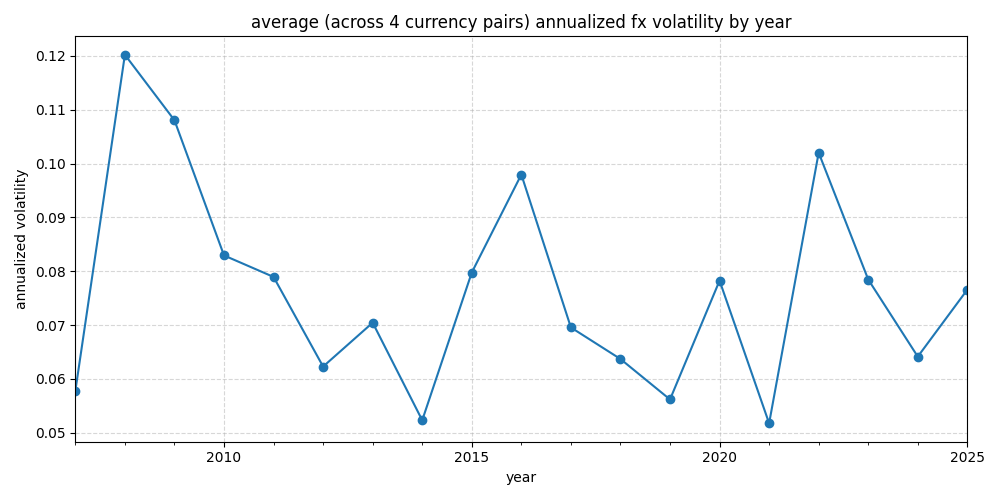 average (across 4 currency pairs) annualized fx volatility by year
annualized volatility
0.12
0.11
0.10
0.09
0.08
0.07
0.06
0.05
2010 2015 2020 2025
year